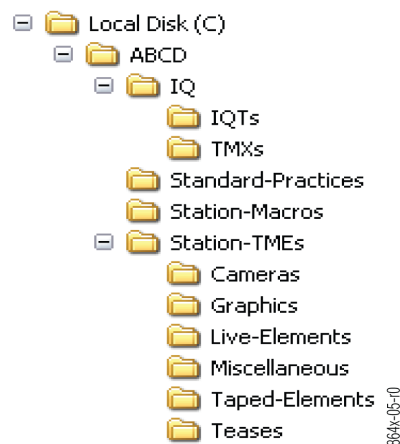 Local Disk (C)
ABCD
IQ
IQTs
TMXs
Standard-Practices
Station-Macros
Station-TMEs
Cameras
Graphics
Live-Elements
Miscellaneous
Taped-Elements
Teases
364x-05-r0